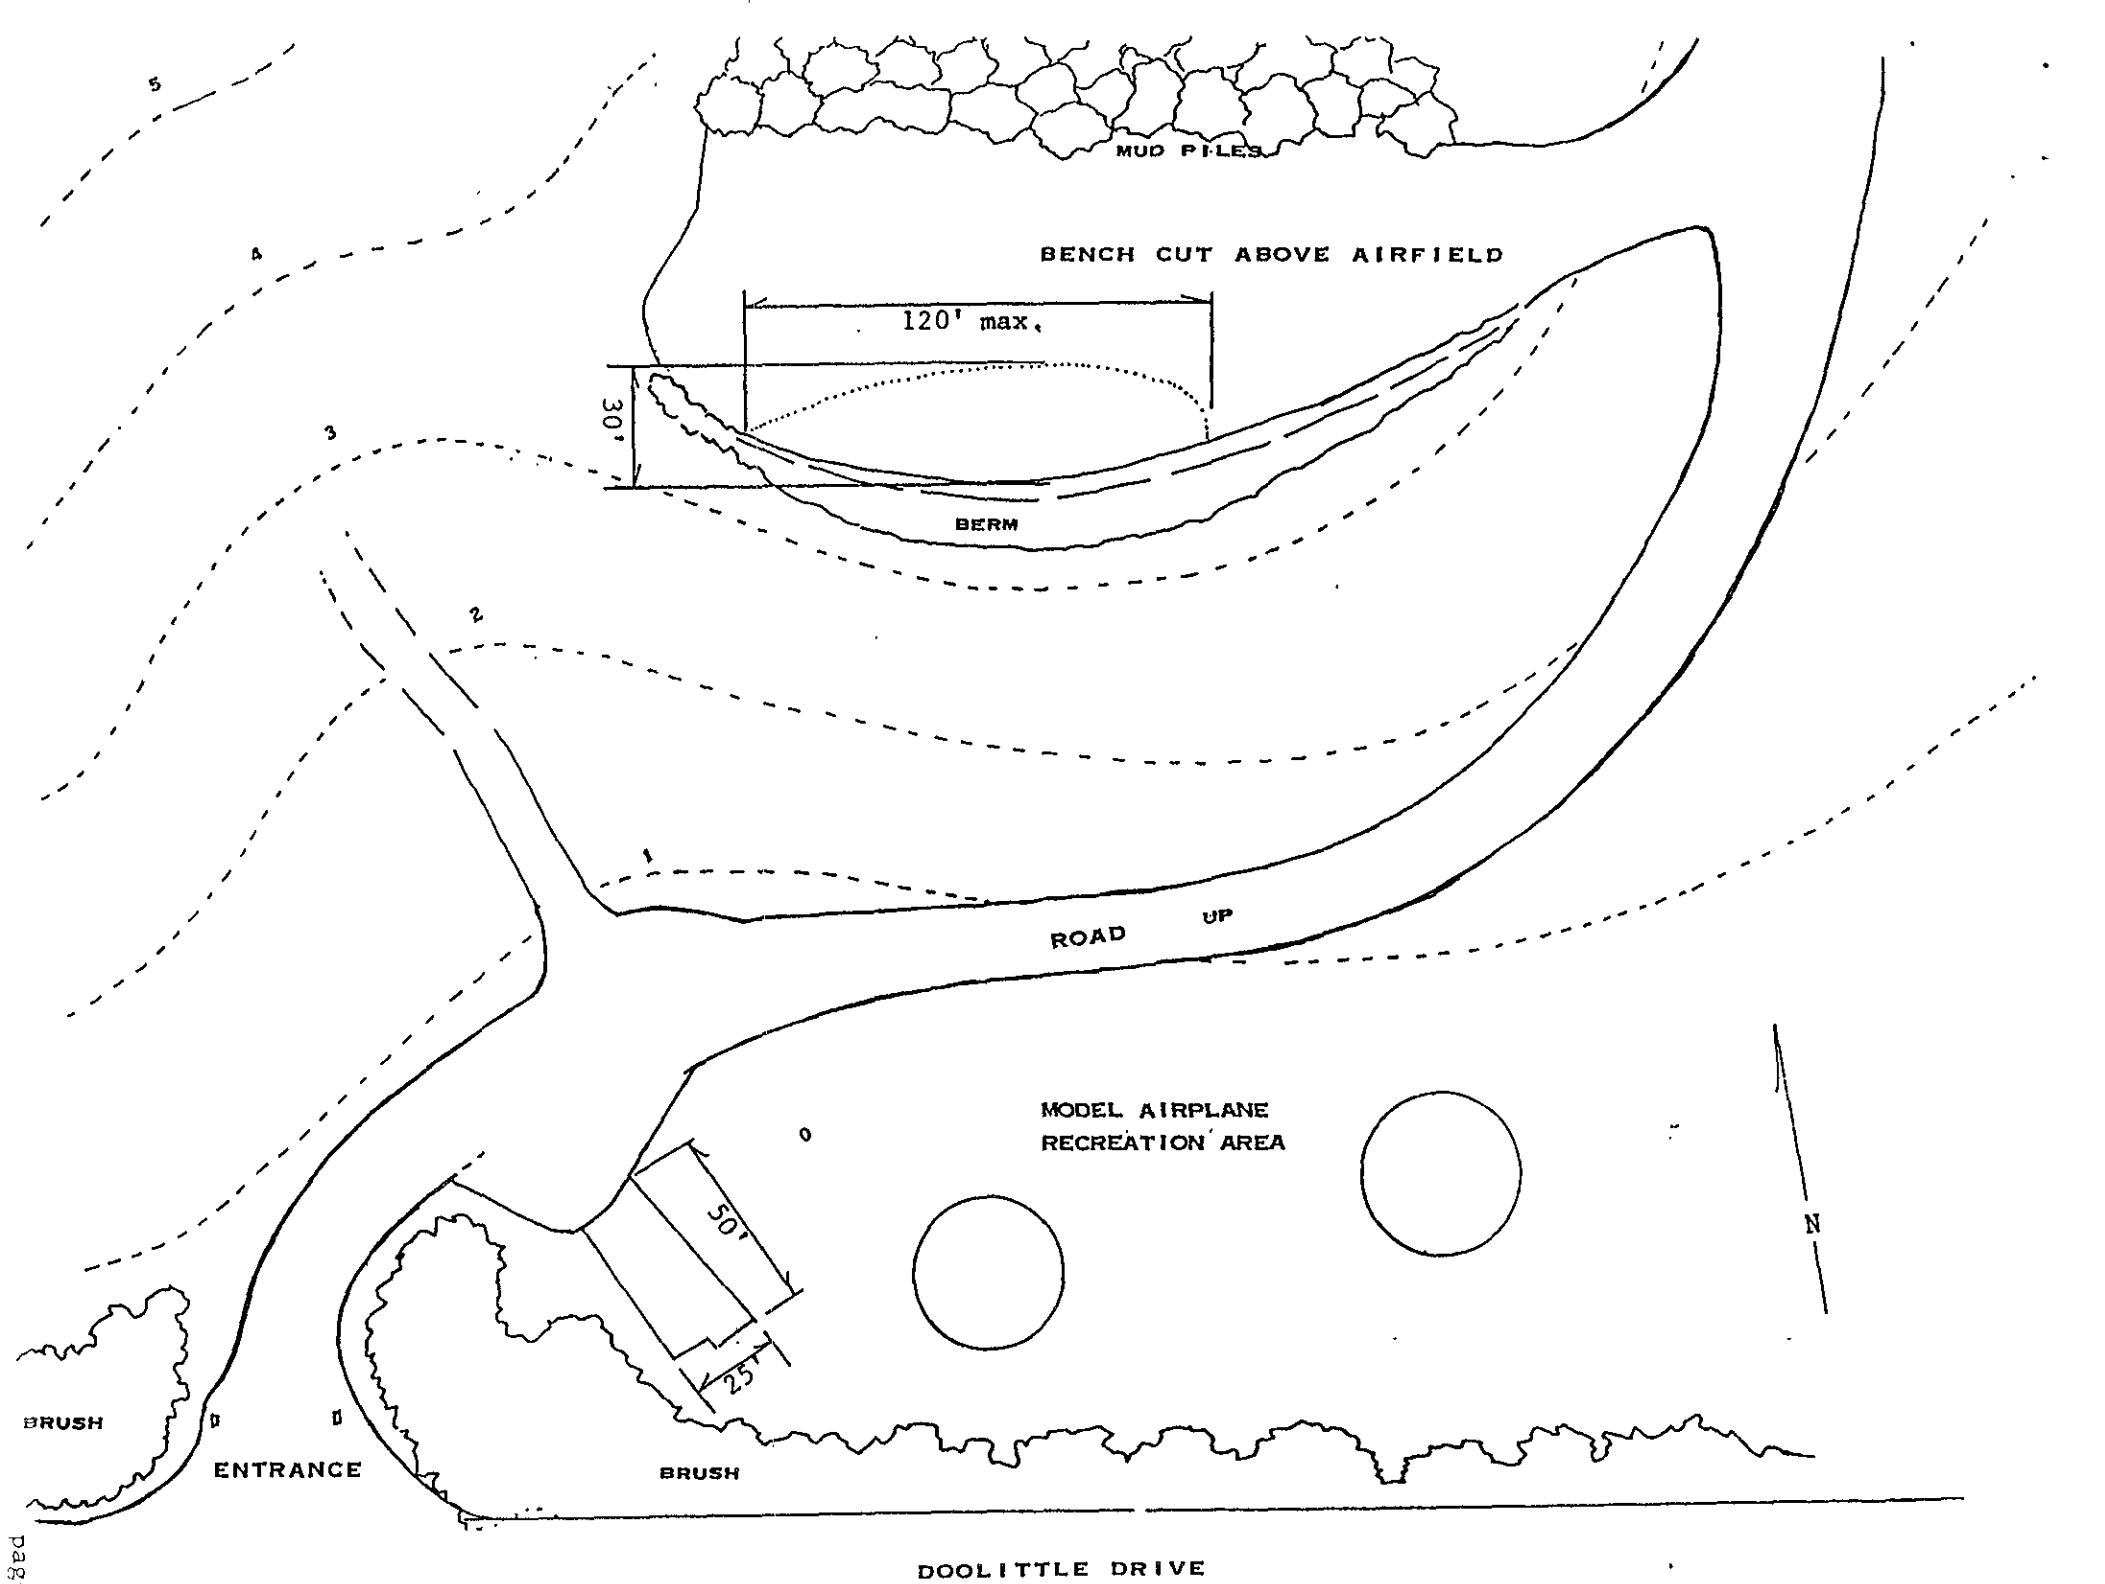 5
MUD PILES
4
BENCH CUT ABOVE AIRFIELD
120' max.
30'
3
BERM
2
1
UP
ROAD
MODEL AIRPLANE
0
RECREATION AREA
50'
N
25'
BRUSH
ENTRANCE
BRUSH
DOOLITTLE DRIVE